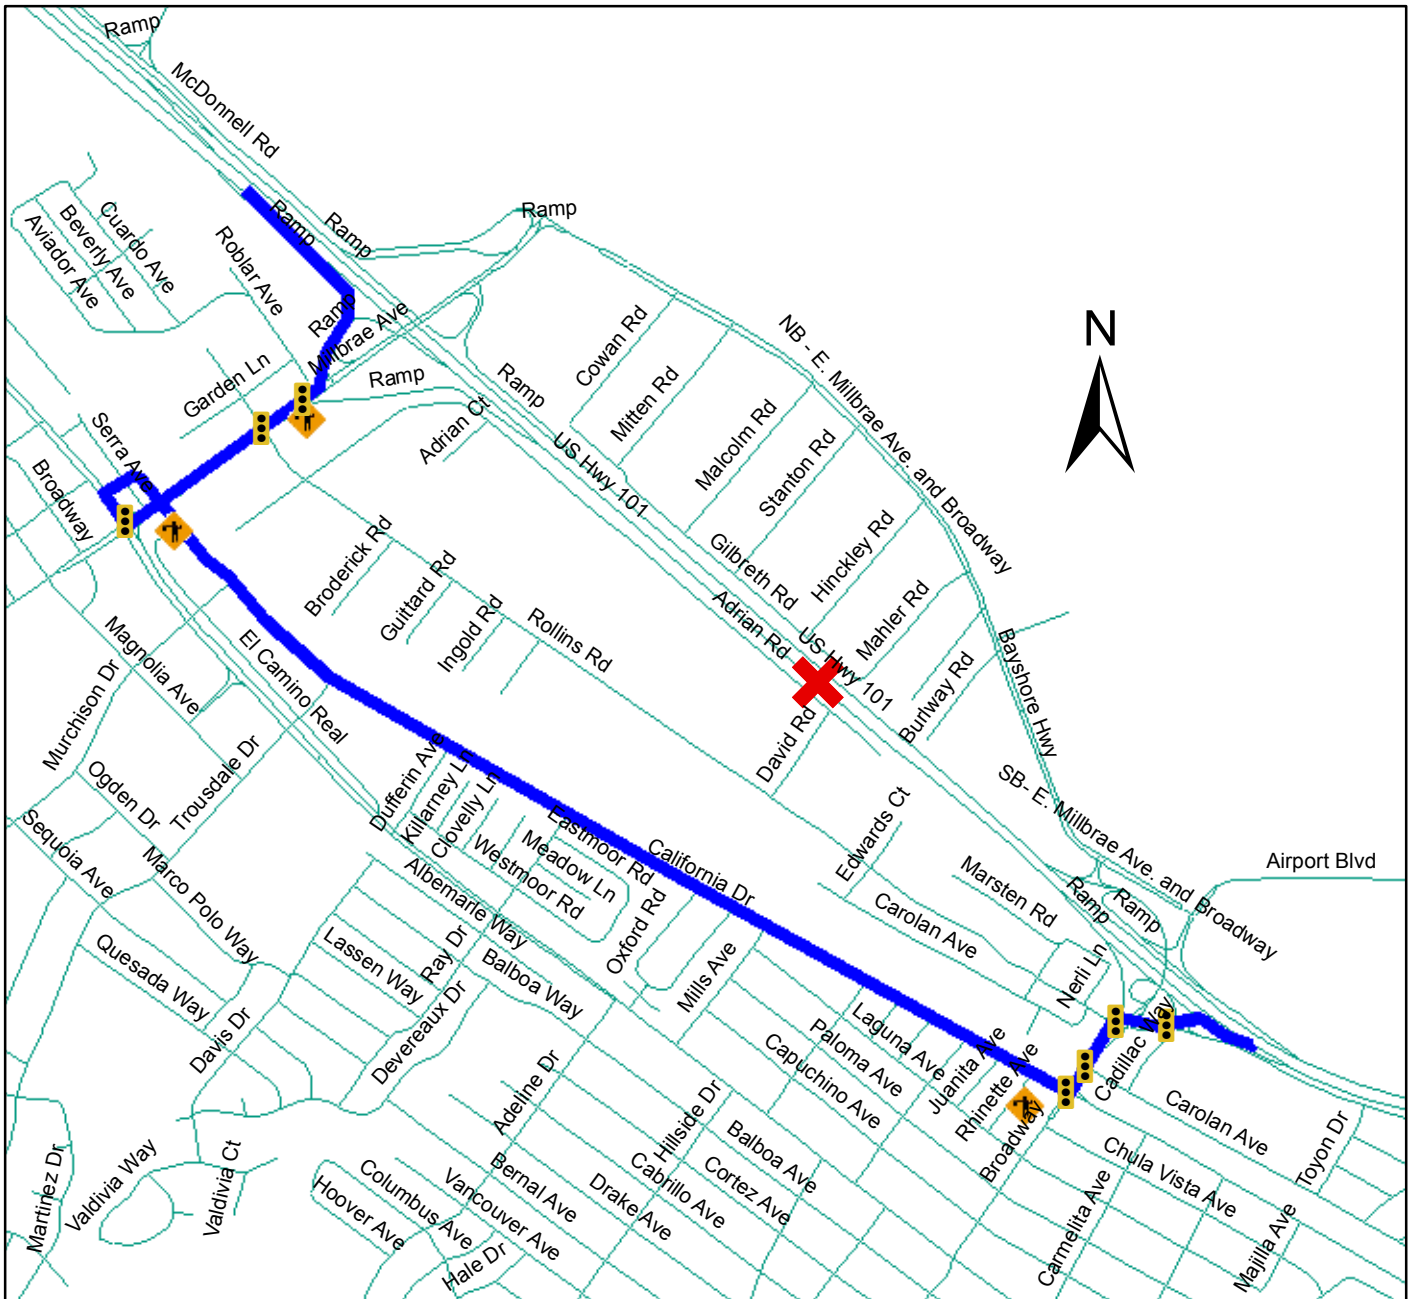 Ramp
McDonnell Rd
Ramp
Ramp
Ramp
Cuardo Ave
Beverly Ave
Aviador Ave
Roblar Ave
Ramp
Millbrae Ave
Garden Ln
Ramp
Ramp
Adrian Ct
US Hwy 101
Cowan Rd
Mitten Rd
Malcolm Rd
Stanton Rd
NB - E. Millbrae Ave. and Broadway
N
Serra Ave
Broadway
Broderick Rd
Guittard Rd
Ingold Rd
Rollins Rd
Gilbreth Rd
Adrian Rd
Hinckley Rd
Mahler Rd
US Hwy 101
Burlway Rd
Bayshore Hwy
David Rd
Magnolia Ave
Murchison Dr
El Camino Real
Trousdale Dr
Ogden Dr
Sequoia Ave
Marco Polo Way
Dufferin Ave
Killarney Ln
Clovelly Ln
Eastmoor Rd
Meadow Ln
Westmoor Rd
California Dr
Oxford Rd
Albemarle Way
Edwards Ct
SB- E. Millbrae Ave. and Broadway
Airport Blvd
Marsten Rd
Ramp
Ramp
Carolan Ave
Nerli Ln
Quesada Way
Lassen Way
Ray Dr
Balboa Way
Mills Ave
Davis Dr
Devereaux Dr
Adeline Dr
Laguna Ave
Paloma Ave
Capuchino Ave
Juanita Ave
Rhinette Ave
Broadway
Cadillac Way
Carolan Ave
Chula Vista Ave
Toyon Dr
Majilla Ave
Carmelita Ave
Hillside Dr
Balboa Ave
Cortez Ave
Cabrillo Ave
Drake Ave
Bernal Ave
Vancouver Ave
Columbus Ave
Hoover Ave
Hale Dr
Valdivia Way
Valdivia Ct
Martinez Dr